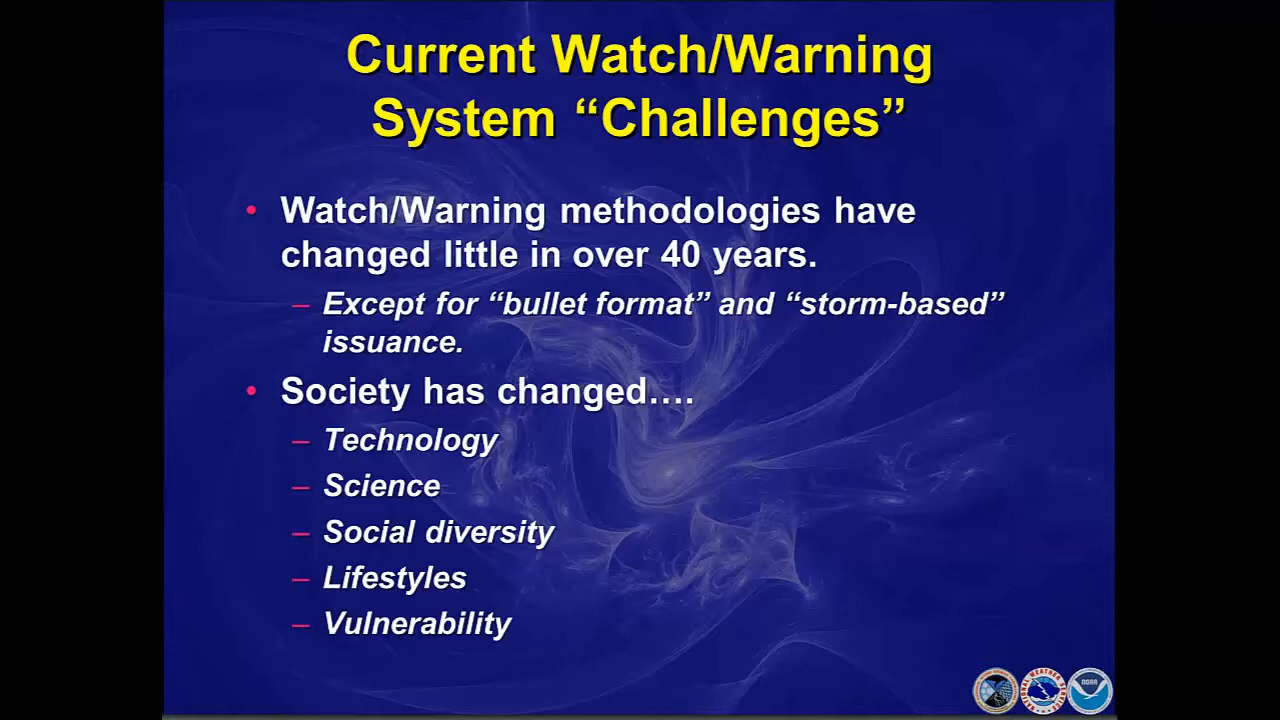 Current Watch/Warning
System “Challenges”
• Watch/Warning methodologies have
changed little in over 40 years.
– Except for “bullet format” and “storm-based”
issuance.
• Society has changed….
– Technology
– Science
– Social diversity
– Lifestyles
– Vulnerability
NOAA